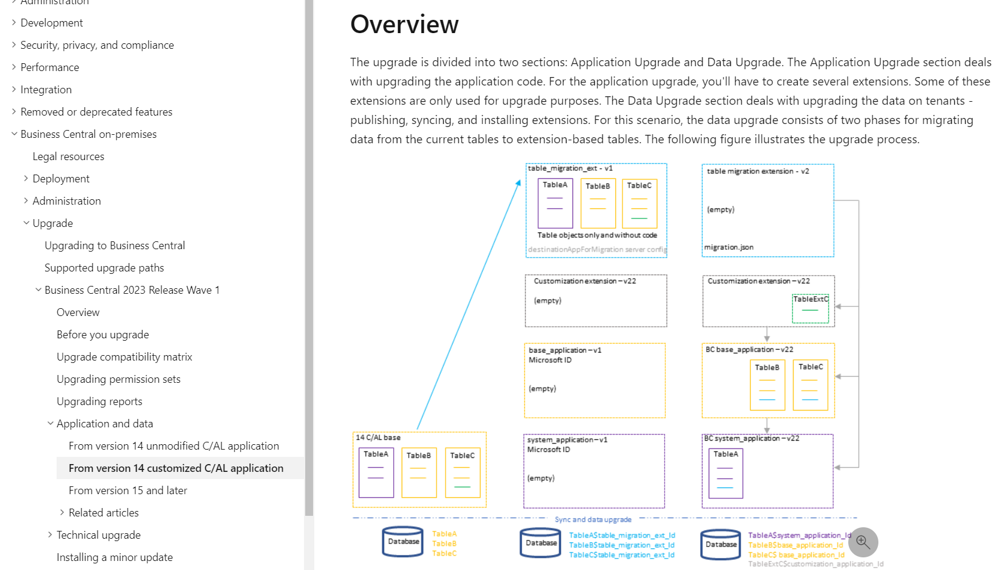 Administration
Development
Security, privacy, and compliance
Performance
Integration
Removed or deprecated features
Business Central on-premises
Legal resources
Deployment
Administration
Upgrade
Upgrading to Business Central
Supported upgrade paths
Business Central 2023 Release Wave 1
Overview
Before you upgrade
Upgrade compatibility matrix
Upgrading permission sets
Upgrading reports
Application and data
From version 14 unmodified C/AL application
From version 14 customized C/AL application
From version 15 and later
Related articles
Technical upgrade
Installing a minor update
Overview
The upgrade is divided into two sections: Application Upgrade and Data Upgrade. The Application Upgrade section deals
with upgrading the application code. For the application upgrade, you'll have to create several extensions. Some of these
extensions are only used for upgrade purposes. The Data Upgrade section deals with upgrading the data on tenants -
publishing, syncing, and installing extensions. For this scenario, the data upgrade consists of two phases for migrating
data from the current tables to extension-based tables. The following figure illustrates the upgrade process.
table_migration_ext - v1
TableA
TableB
TableC
Table objects only and without code
destinationAppForMigration server config
table migration extension - v2
(empty)
migration.json
Customization extension – v22
(empty)
Customization extension – v22
TableExtC
base_application – v1
Microsoft ID
(empty)
BC base_application – v22
TableB
TableC
14 C/AL base
TableA
TableB
TableC
system_application – v1
Microsoft ID
(empty)
BC system_application – v22
TableA
Sync and data upgrade
Database
TableA
TableB
TableC
Database
TableA$table_migration_ext_Id
TableB$table_migration_ext_Id
TableC$table_migration_ext_Id
Database
TableA$system_application_Id
TableB$base_application_Id
TableC$ base_application_Id
TableExtC$customization_application_Id